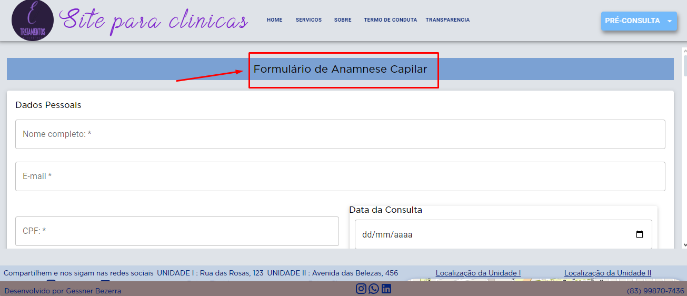 É
TRATAMENTOS
Site para clinicas
HOME SERVICOS SOBRE TERMO DE CONDUTA TRANSPARENCIA
PRÉ-CONSULTA
Formulário de Anamnese Capilar
Dados Pessoais
Nome completo: *
E-mail *
CPF: *
Data da Consulta
dd/mm/aaaa
Compartilhem e nos sigam nas redes sociais UNIDADE I : Rua das Rosas, 123 UNIDADE II : Avenida das Belezas, 456 Localização da Unidade I Localização da Unidade II
Desenvolvido por Gessner Bezerra (03) 99070-7436